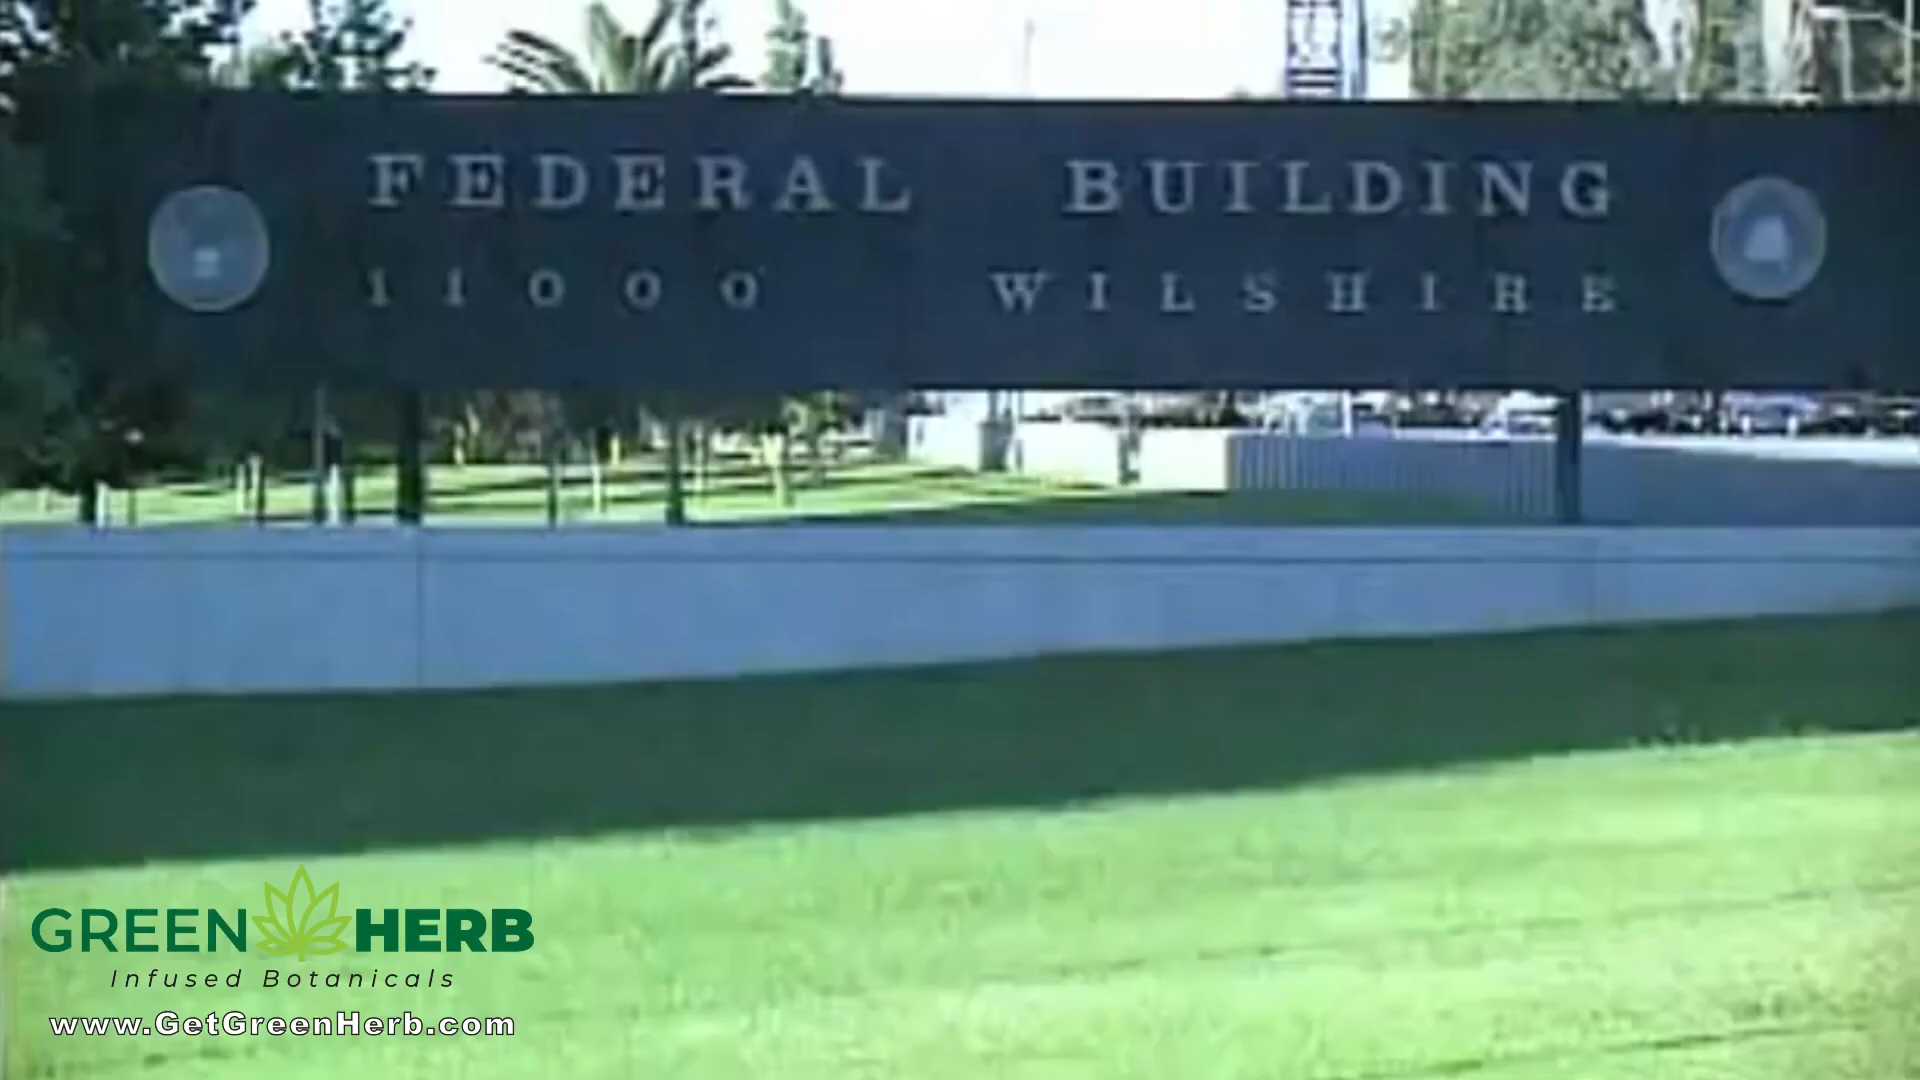 FEDERAL BUILDING
11000 WILSHIRE
GREEN HERB
Infused Botanicals
www.GetGreenHerb.com